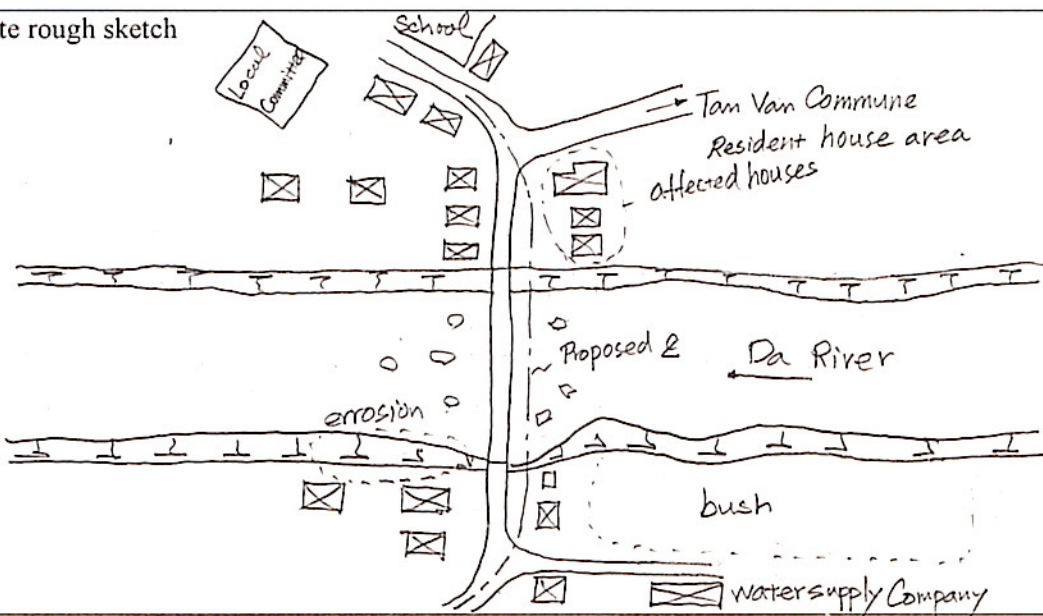 te rough sketch
School
Local
Committee
Tan Van Commune
Resident house area
affected houses
Proposed ℄
Da River
errosion
bush
Watersupply Company